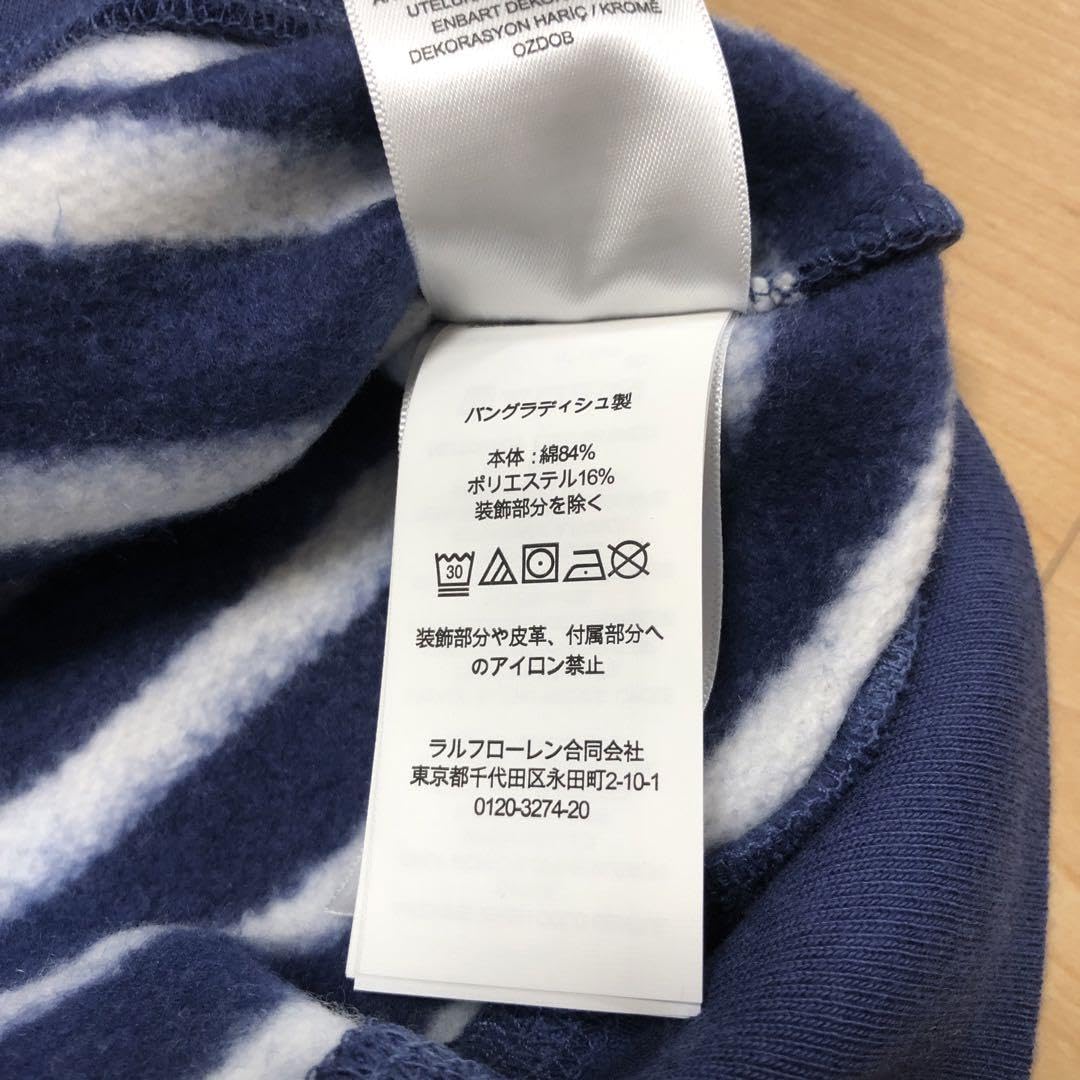 ENBART DEKO
DEKORASYON HARIÇ / KROMĖ
OZDOB
バングラディシュ製
本体 : 綿84%
ポリエステル16%
装飾部分を除く
30
装飾部分や皮革、付属部分へ
のアイロン禁止
ラルフローレン合同会社
東京都千代田区永田町2-10-1
0120-3274-20